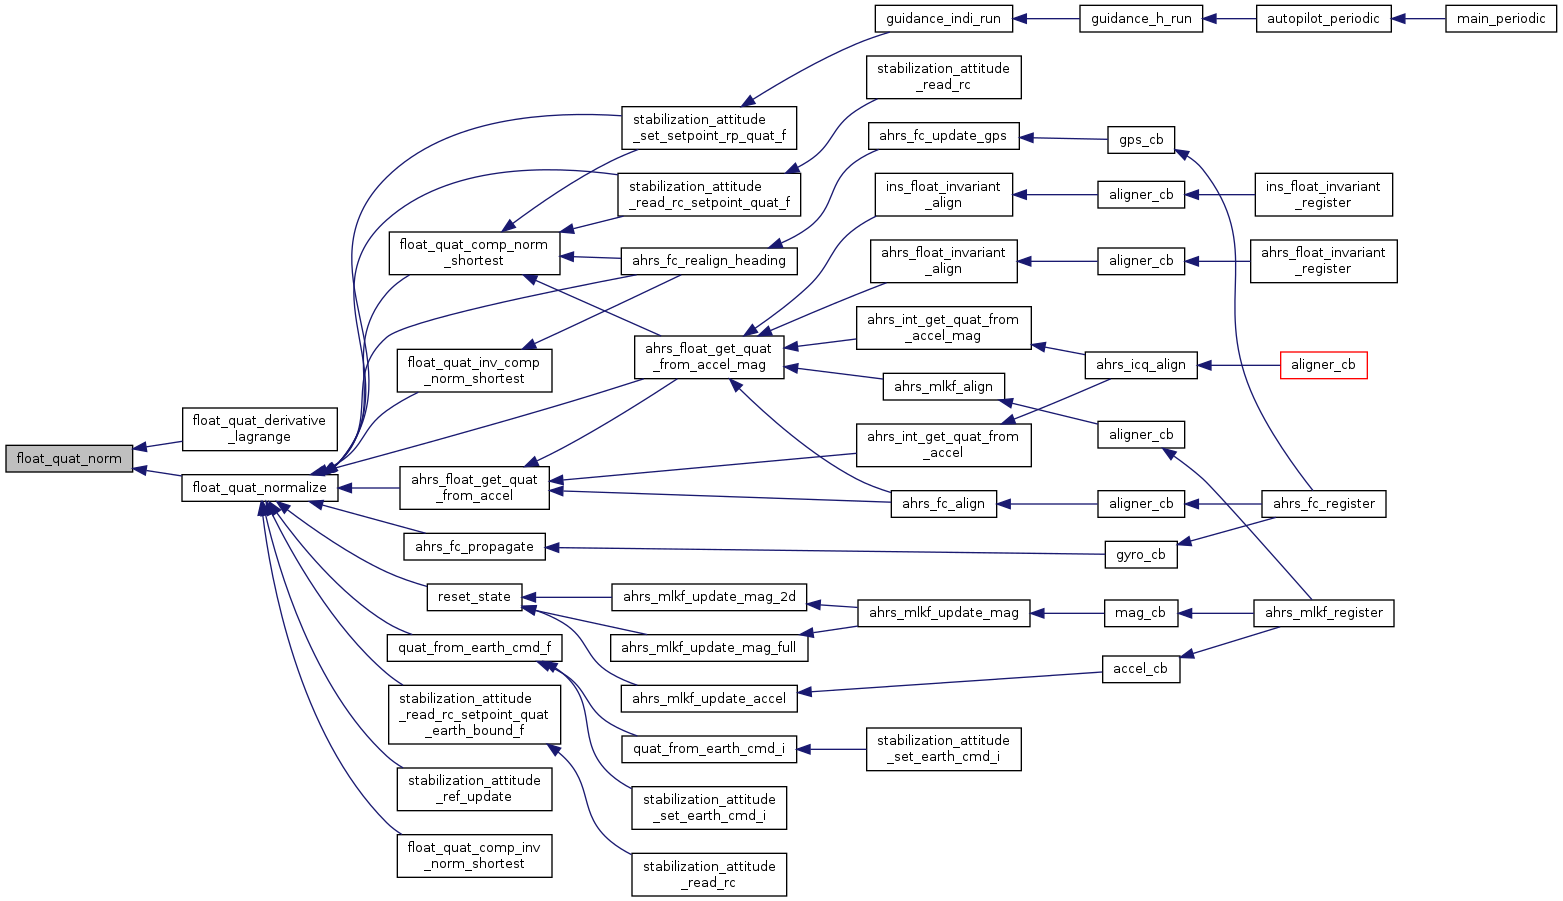 guidance_indi_run
guidance_h_run
autopilot_periodic
main_periodic
stabilization_attitude
_read_rc
stabilization_attitude
_set_setpoint_rp_quat_f
ahrs_fc_update_gps
gps_cb
stabilization_attitude
_read_rc_setpoint_quat_f
ins_float_invariant
_align
aligner_cb
ins_float_invariant
_register
float_quat_comp_norm
_shortest
ahrs_fc_realign_heading
ahrs_float_invariant
_align
aligner_cb
ahrs_float_invariant
_register
ahrs_int_get_quat_from
_accel_mag
ahrs_float_get_quat
_from_accel_mag
float_quat_inv_comp
_norm_shortest
ahrs_icq_align
aligner_cb
ahrs_mlkf_align
float_quat_derivative
_lagrange
aligner_cb
ahrs_int_get_quat_from
_accel
float_quat_norm
float_quat_normalize
ahrs_float_get_quat
_from_accel
ahrs_fc_align
aligner_cb
ahrs_fc_register
ahrs_fc_propagate
gyro_cb
reset_state
ahrs_mlkf_update_mag_2d
ahrs_mlkf_update_mag
mag_cb
ahrs_mlkf_register
quat_from_earth_cmd_f
ahrs_mlkf_update_mag_full
accel_cb
stabilization_attitude
_read_rc_setpoint_quat
_earth_bound_f
ahrs_mlkf_update_accel
quat_from_earth_cmd_i
stabilization_attitude
_set_earth_cmd_i
stabilization_attitude
_ref_update
stabilization_attitude
_set_earth_cmd_i
float_quat_comp_inv
_norm_shortest
stabilization_attitude
_read_rc